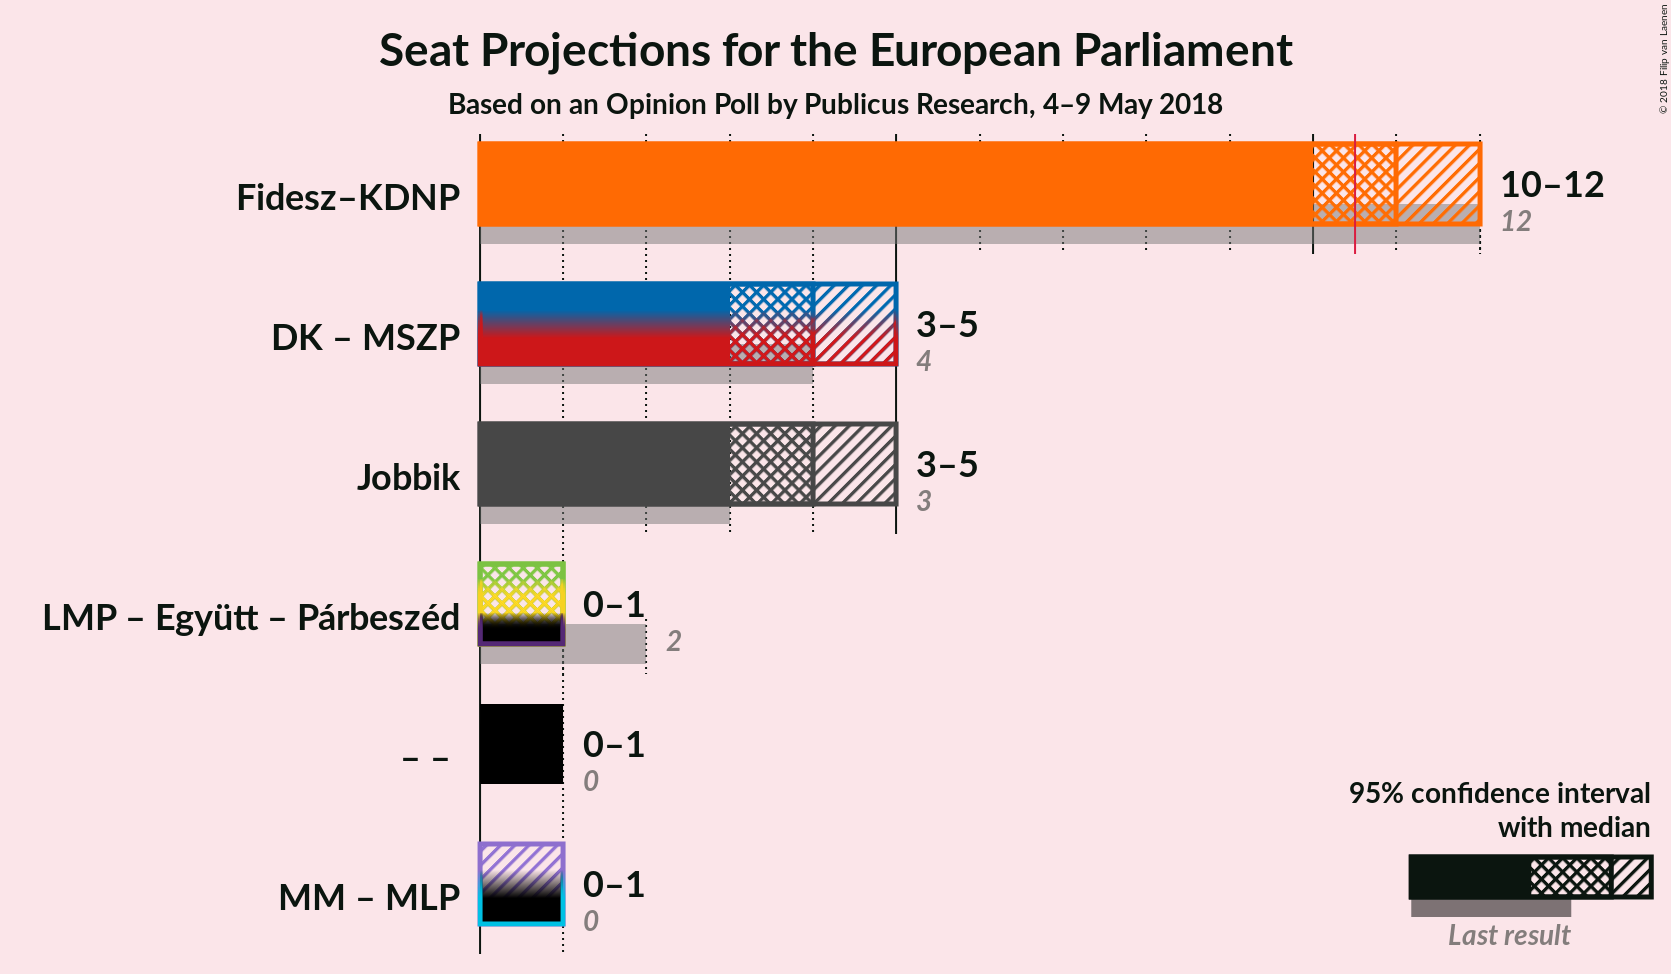 Seat Projections for the European Parliament
Based on an Opinion Poll by Publicus Research, 4–9 May 2018
© 2018 Filip van Laenen
Fidesz–KDNP
10–12
12
DK – MSZP
3–5
4
Jobbik
3–5
3
LMP – Együtt – Párbeszéd
0–1
2
– –
0–1
0
MM – MLP
0–1
0
95% confidence interval
with median
Last result